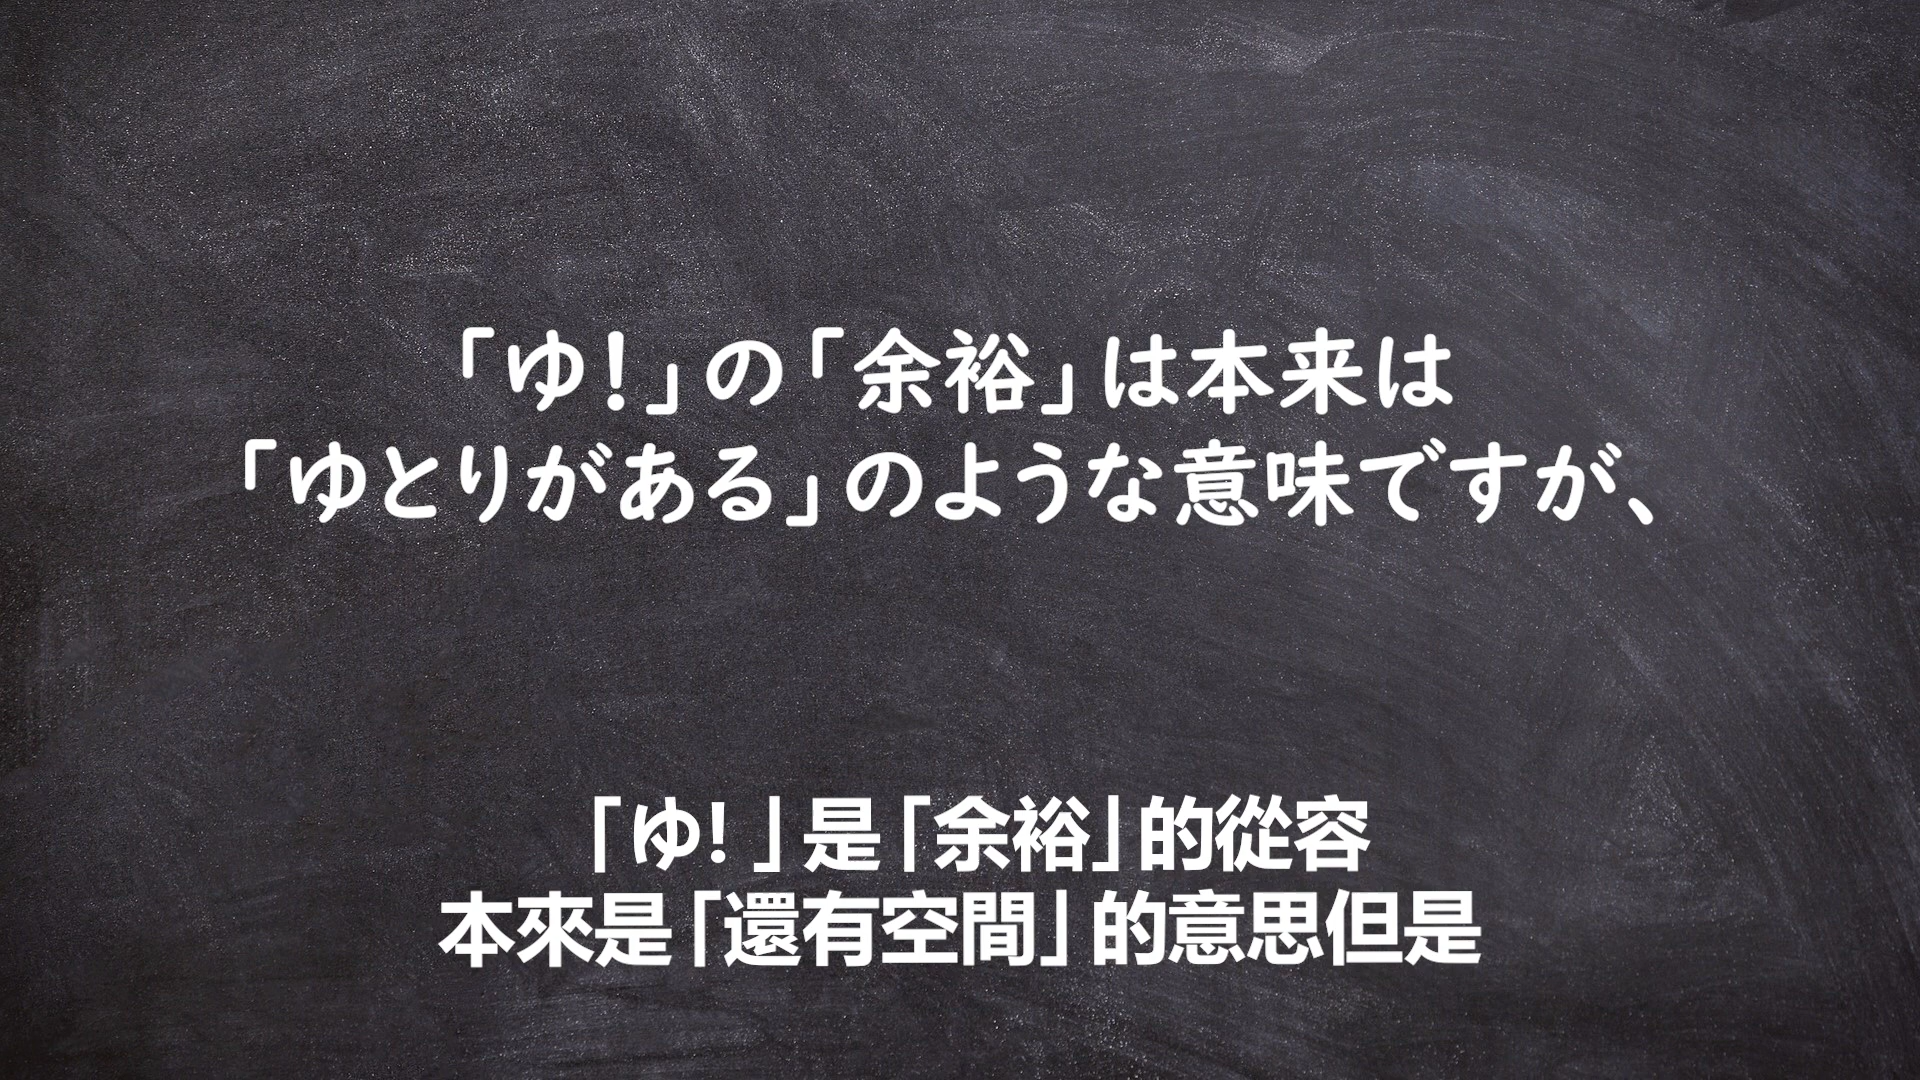 「ゆ!」の「余裕」は本来は
「ゆとりがある」のような意味ですが、
「ゆ! 」是「余裕」的從容
本來是「還有空間」的意思但是